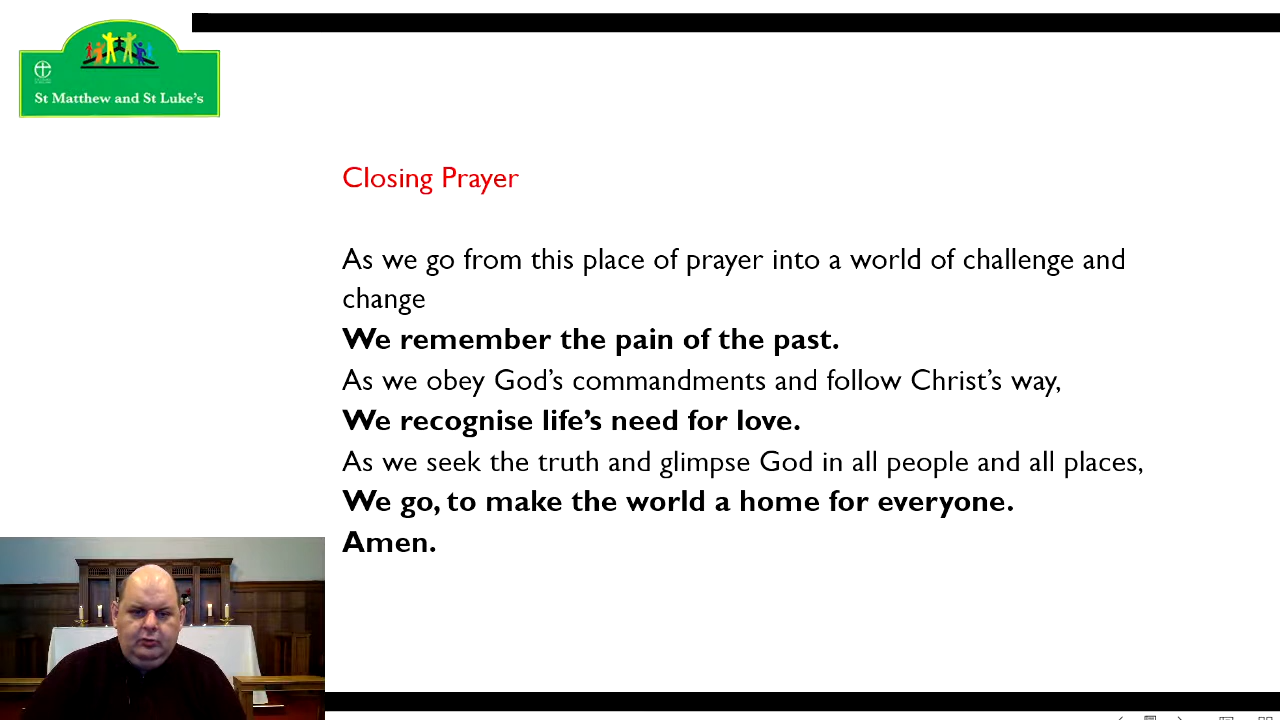 St Matthew and St Luke's
Closing Prayer
As we go from this place of prayer into a world of challenge and
change
We remember the pain of the past.
As we obey God’s commandments and follow Christ’s way,
We recognise life’s need for love.
As we seek the truth and glimpse God in all people and all places,
We go, to make the world a home for everyone.
Amen.